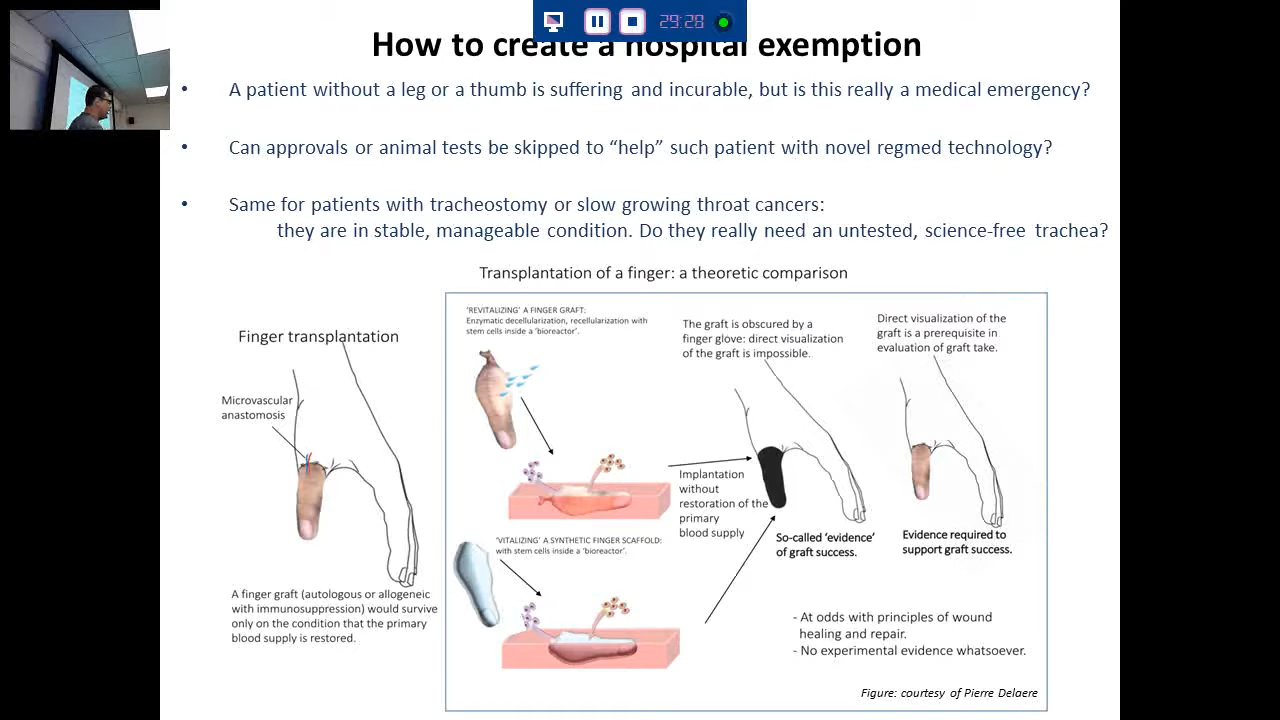 29:28
How to create a hospital exemption
• A patient without a leg or a thumb is suffering and incurable, but is this really a medical emergency?
• Can approvals or animal tests be skipped to “help” such patient with novel regmed technology?
• Same for patients with tracheostomy or slow growing throat cancers:
they are in stable, manageable condition. Do they really need an untested, science-free trachea?
Transplantation of a finger: a theoretic comparison
Finger transplantation
Microvascular
anastomosis
A finger graft (autologous or allogeneic
with immunosuppression) would survive
only on the condition that the primary
blood supply is restored.
‘REVITALIZING’ A FINGER GRAFT:
Enzymatic decellularization, recellularization with
stem cells inside a ‘bioreactor’.
‘VITALIZING’ A SYNTHETIC FINGER SCAFFOLD:
with stem cells inside a ‘bioreactor’.
Implantation
without
restoration of the
primary
blood supply
The graft is obscured by a
finger glove: direct visualization
of the graft is impossible.
So-called ‘evidence’
of graft success.
Direct visualization of the
graft is a prerequisite in
evaluation of graft take.
Evidence required to
support graft success.
- At odds with principles of wound
healing and repair.
- No experimental evidence whatsoever.
Figure: courtesy of Pierre Delaere